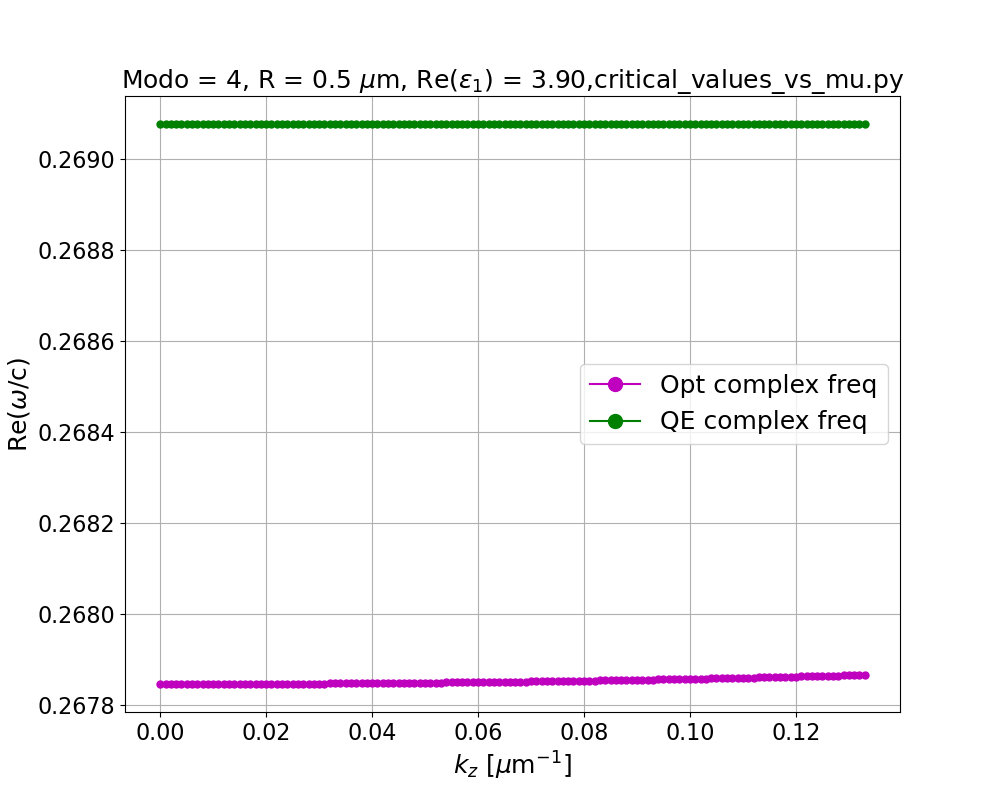 Modo = 4, R = 0.5 μm, Re(ε₁) = 3.90,critical_values_vs_mu.py
Re(ω/c)
0.2690
0.2688
0.2686
0.2684
0.2682
0.2680
0.2678
Opt complex freq
QE complex freq
0.00 0.02 0.04 0.06 0.08 0.10 0.12
k_z [μm⁻¹]